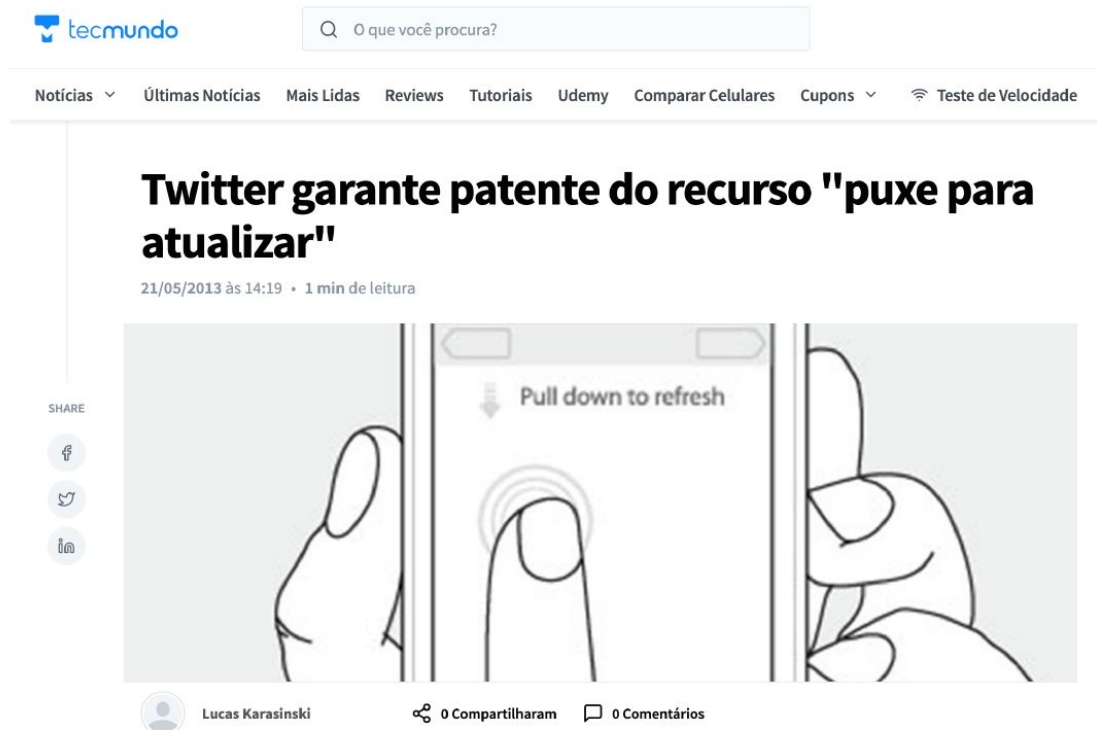 tecmundo
O que você procura?
Notícias Últimas Notícias Mais Lidas Reviews Tutoriais Udemy Comparar Celulares Cupons Teste de Velocidade
Twitter garante patente do recurso "puxe para
atualizar"
21/05/2013 às 14:19 • 1 min de leitura
Pull down to refresh
SHARE
Lucas Karasinski 0 Compartilharam 0 Comentários